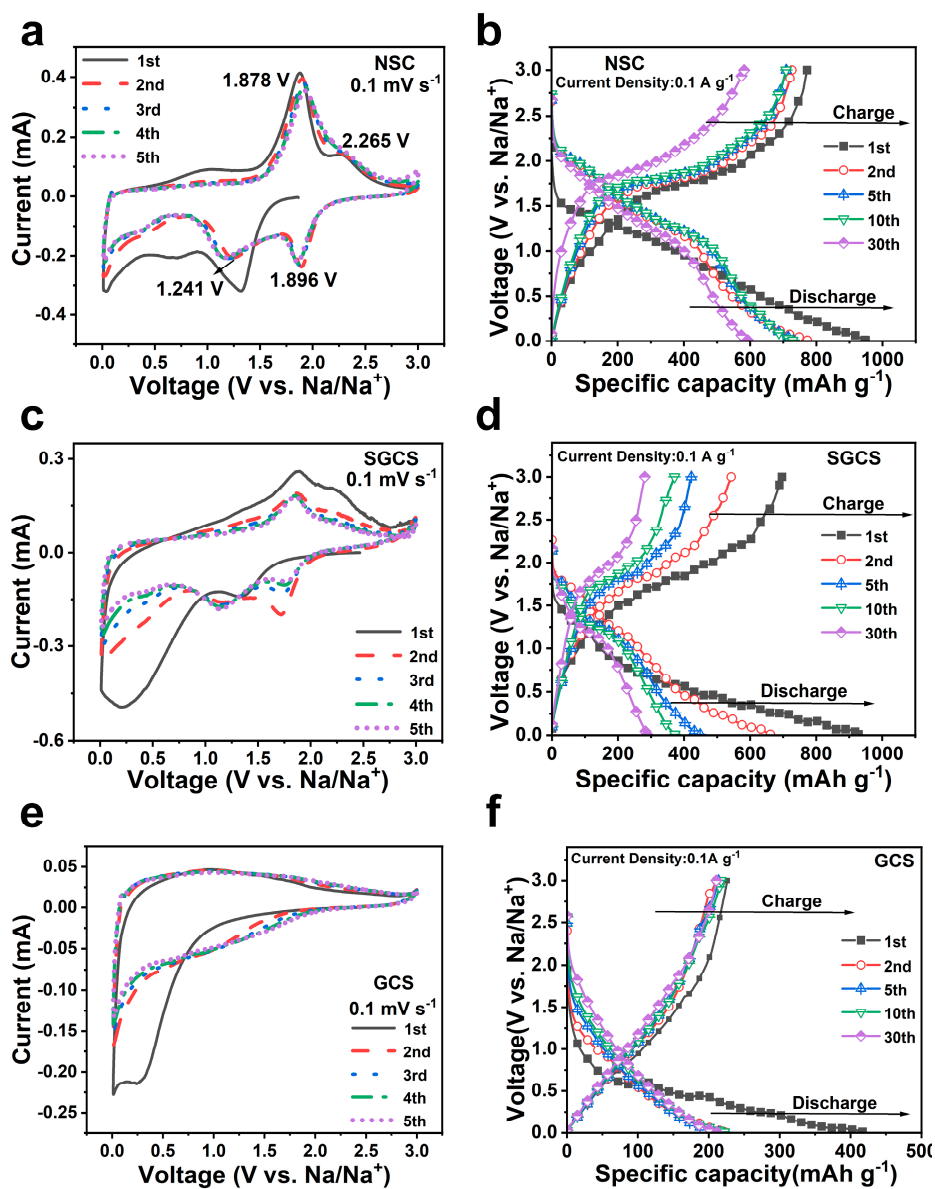 a
NSC
0.1 mV s⁻¹
1st
2nd
3rd
4th
5th
1.878 V
2.265 V
1.241 V
1.896 V
0.4
0.2
0.0
-0.2
-0.4
Current (mA)
0.0
0.5
1.0
1.5
2.0
2.5
3.0
Voltage (V vs. Na/Na⁺)
b
NSC
Current Density:0.1 A g⁻¹
Charge
1st
2nd
5th
10th
30th
Discharge
3.0
2.5
2.0
1.5
1.0
0.5
0.0
Voltage (V vs. Na/Na⁺)
0
200
400
600
800
1000
Specific capacity (mAh g⁻¹)
c
SGCS
0.1 mV s⁻¹
1st
2nd
3rd
4th
5th
0.3
0.0
-0.3
-0.6
Current (mA)
0.0
0.5
1.0
1.5
2.0
2.5
3.0
Voltage (V vs. Na/Na⁺)
d
Current Density:0.1 A g⁻¹
SGCS
Charge
1st
2nd
5th
10th
30th
Discharge
3.0
2.5
2.0
1.5
1.0
0.5
0.0
Voltage (V vs. Na/Na⁺)
0
200
400
600
800
1000
Specific capacity (mAh g⁻¹)
e
GCS
0.1 mV s⁻¹
1st
2nd
3rd
4th
5th
0.05
0.00
-0.05
-0.10
-0.15
-0.20
-0.25
Current (mA)
0.0
0.5
1.0
1.5
2.0
2.5
3.0
Voltage (V vs. Na/Na⁺)
f
Current Density:0.1A g⁻¹
GCS
Charge
1st
2nd
5th
10th
30th
Discharge
3.0
2.5
2.0
1.5
1.0
0.5
0.0
Voltage(V vs. Na/Na⁺)
0
100
200
300
400
500
Specific capacity(mAh g⁻¹)